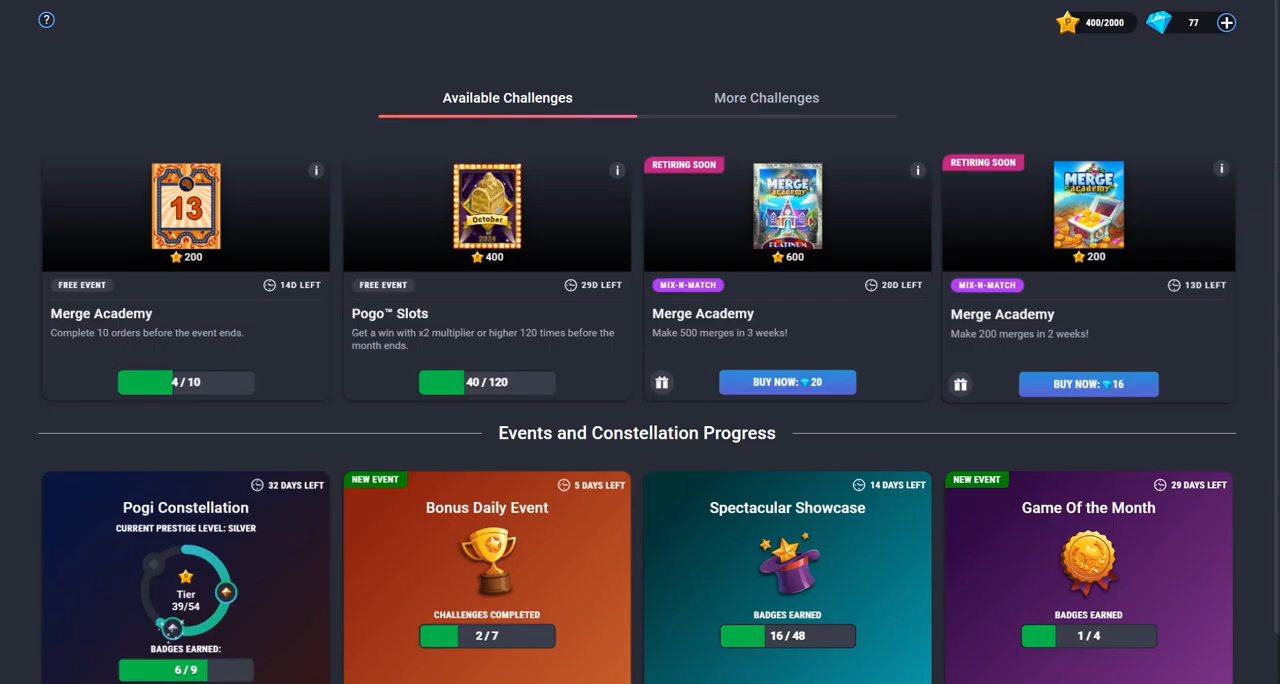 ?
P 400/2000 77
Available Challenges More Challenges
13
200
FREE EVENT 14D LEFT
Merge Academy
Complete 10 orders before the event ends.
4 / 10
October
2024
400
FREE EVENT 29D LEFT
Pogo™ Slots
Get a win with x2 multiplier or higher 120 times before the
month ends.
40 / 120
RETIRING SOON
MERGE
academy
PLATINUM
600
MIX-N-MATCH 20D LEFT
Merge Academy
Make 500 merges in 3 weeks!
BUY NOW: 20
RETIRING SOON
MERGE
academy
200
MIX-N-MATCH 13D LEFT
Merge Academy
Make 200 merges in 2 weeks!
BUY NOW: 16
Events and Constellation Progress
32 DAYS LEFT
Pogi Constellation
CURRENT PRESTIGE LEVEL: SILVER
Tier
39/54
BADGES EARNED:
6 / 9
NEW EVENT 5 DAYS LEFT
Bonus Daily Event
CHALLENGES COMPLETED
2 / 7
14 DAYS LEFT
Spectacular Showcase
BADGES EARNED
16 / 48
NEW EVENT 29 DAYS LEFT
Game Of the Month
BADGES EARNED
1 / 4